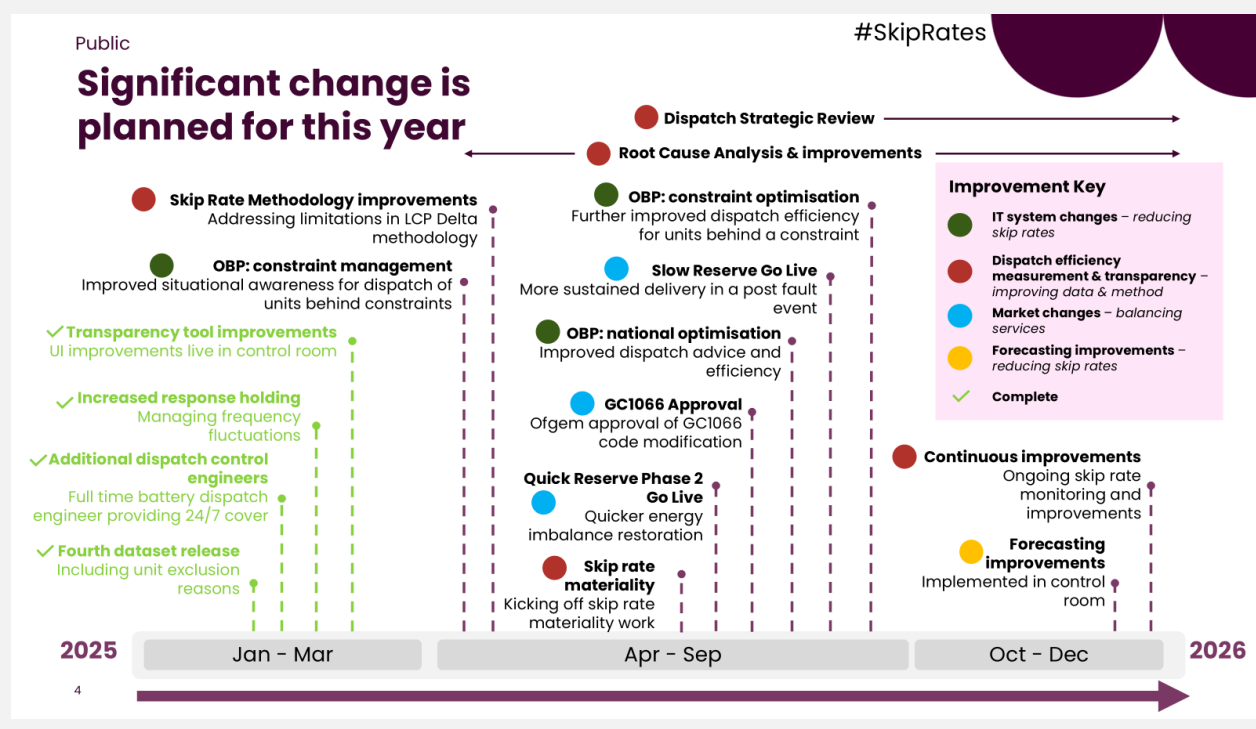 Public
#SkipRates
Significant change is
planned for this year
Dispatch Strategic Review
Root Cause Analysis & improvements
Skip Rate Methodology improvements
Addressing limitations in LCP Delta
methodology
OBP: constraint management
Improved situational awareness for dispatch of
units behind constraints
Transparency tool improvements
UI improvements live in control room
Increased response holding
Managing frequency
fluctuations
Additional dispatch control
engineers
Full time battery dispatch
engineer providing 24/7 cover
Fourth dataset release
Including unit exclusion
reasons
OBP: constraint optimisation
Further improved dispatch efficiency
for units behind a constraint
Slow Reserve Go Live
More sustained delivery in a post fault
event
OBP: national optimisation
Improved dispatch advice and
efficiency
GC1066 Approval
Ofgem approval of GC1066
code modification
Quick Reserve Phase 2
Go Live
Quicker energy
imbalance restoration
Skip rate
materiality
Kicking off skip rate
materiality work
Improvement Key
IT system changes – reducing
skip rates
Dispatch efficiency
measurement & transparency –
improving data & method
Market changes – balancing
services
Forecasting improvements –
reducing skip rates
Complete
Continuous improvements
Ongoing skip rate
monitoring and
improvements
Forecasting
improvements
Implemented in control
room
2025
Jan - Mar
Apr - Sep
Oct - Dec
2026
4